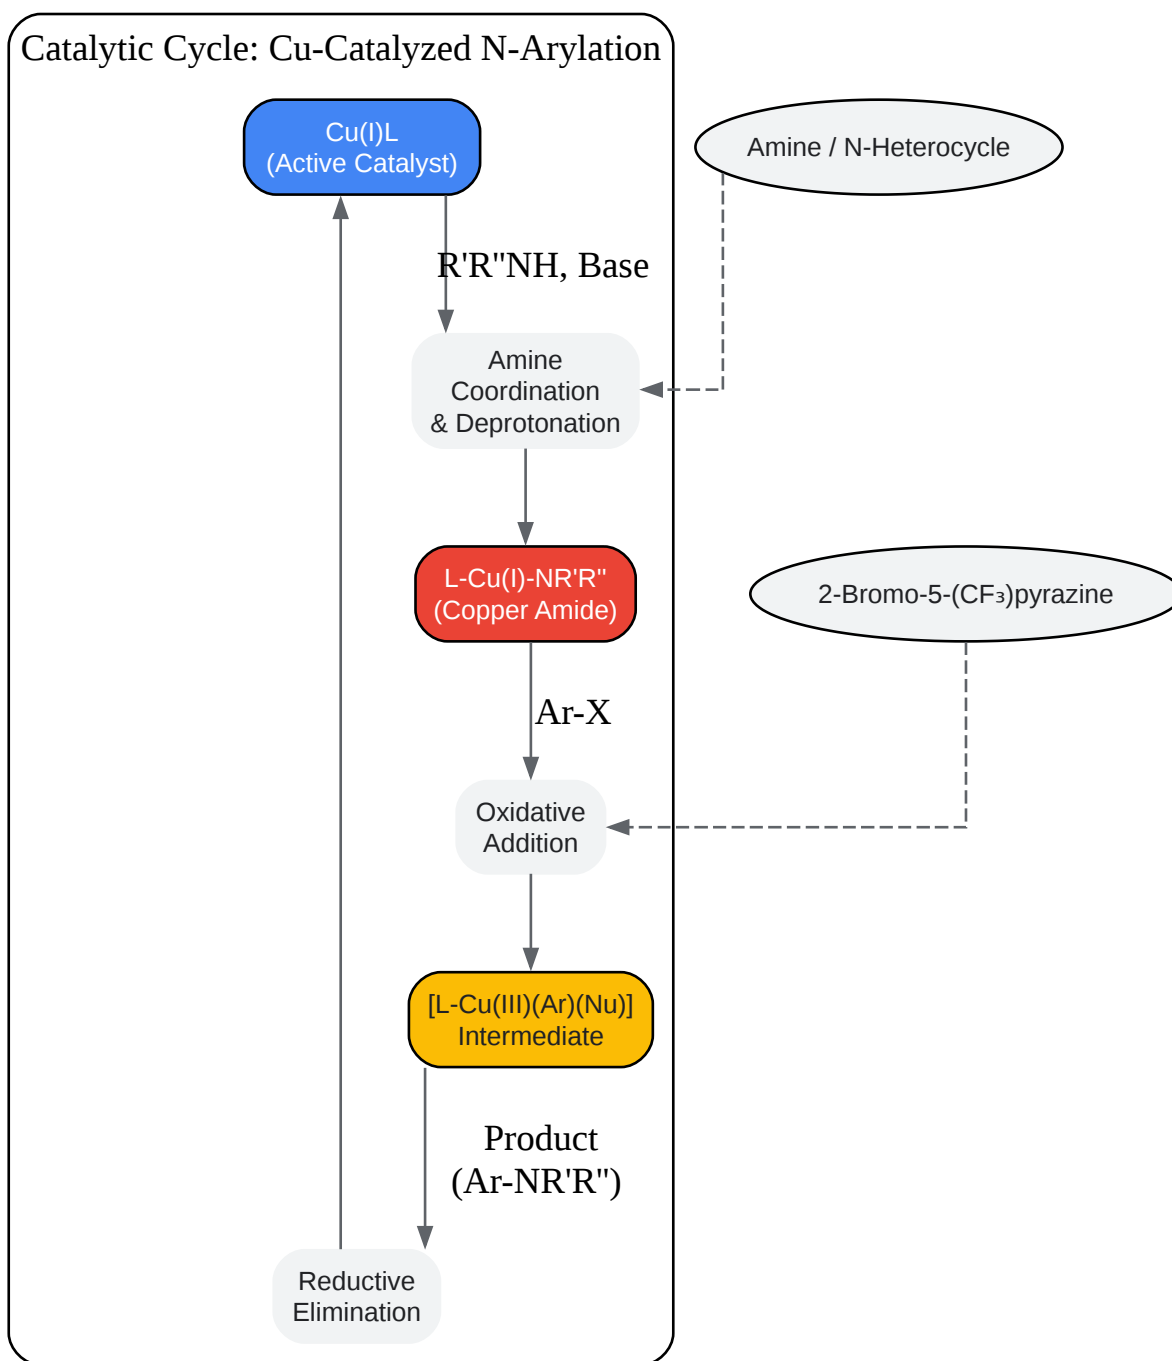 Catalytic Cycle: Cu-Catalyzed N-Arylation
Cu(I)L
(Active Catalyst)
Amine / N-Heterocycle
R'R''NH, Base
Amine
Coordination
& Deprotonation
L-Cu(I)-NR'R''
(Copper Amide)
2-Bromo-5-(CF₃)pyrazine
Ar-X
Oxidative
Addition
[L-Cu(III)(Ar)(Nu)]
Intermediate
Product
(Ar-NR'R'')
Reductive
Elimination